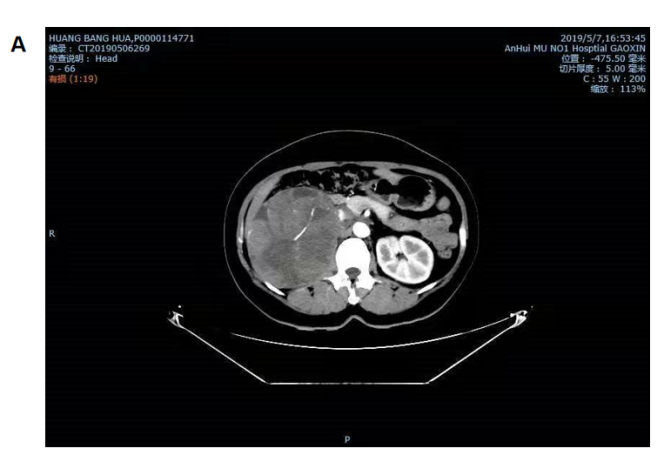 A
HUANG BANG HUA,P0000114771
编录： CT20190506269
检查说明： Head
9 - 66
有损 (1:19)
2019/5/7,16:53:45
AnHui MU NO1 Hosptial GAOXIN
位置： -475.50 毫米
切片厚度： 5.00 毫米
C : 55 W : 200
缩放： 113%
R
P